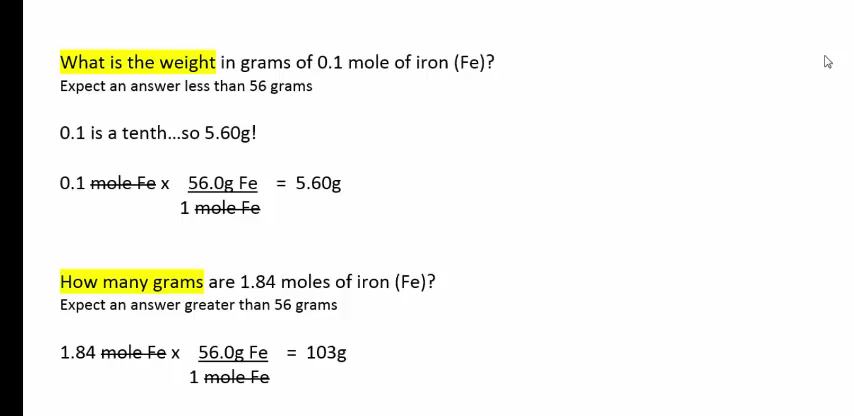 What is the weight in grams of 0.1 mole of iron (Fe)?
Expect an answer less than 56 grams
0.1 is a tenth...so 5.60g!
0.1 mole Fe x 56.0g Fe = 5.60g
1 mole Fe
How many grams are 1.84 moles of iron (Fe)?
Expect an answer greater than 56 grams
1.84 mole Fe x 56.0g Fe = 103g
1 mole Fe